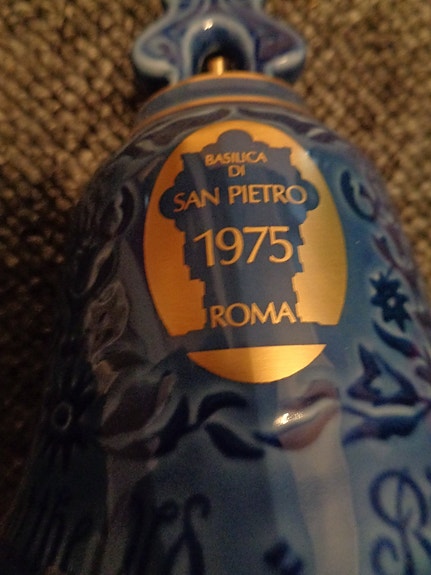 BASILICA
DI
SAN PIETRO
1975
ROMA